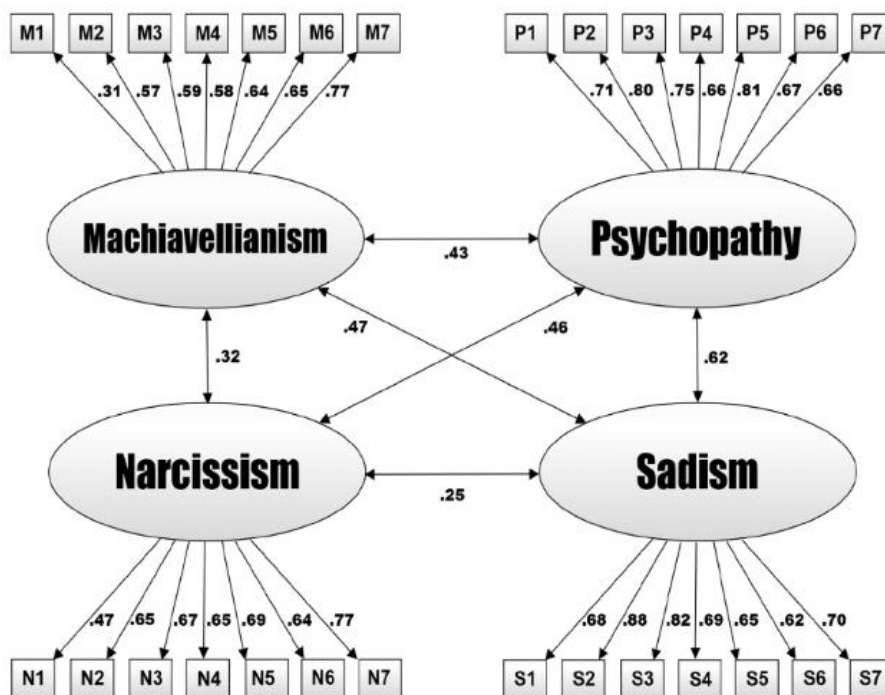 M1 M2 M3 M4 M5 M6 M7
P1 P2 P3 P4 P5 P6 P7
.31 .57 .59 .58 .64 .65 .77
.71 .80 .75 .66 .81 .67 .66
Machiavellianism
Psychopathy
.43
.47
.46
.32
.62
Narcissism
Sadism
.25
.47 .65 .67 .65 .69 .64 .77
.68 .88 .82 .69 .65 .62 .70
N1 N2 N3 N4 N5 N6 N7
S1 S2 S3 S4 S5 S6 S7